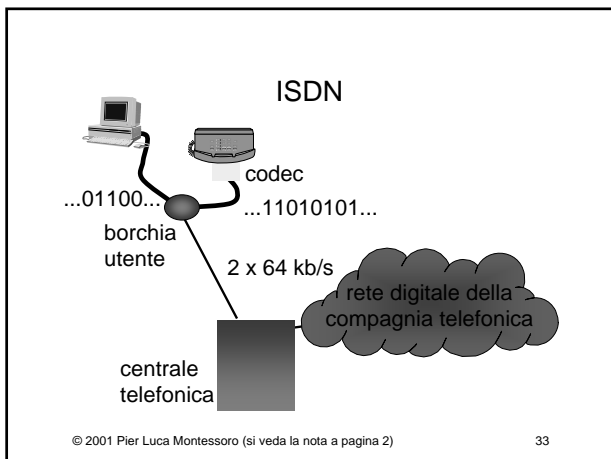 ISDN
codec
...01100...
...11010101...
borchia
utente
2 x 64 kb/s
rete digitale della
compagnia telefonica
centrale
telefonica
© 2001 Pier Luca Montessoro (si veda la nota a pagina 2)
33